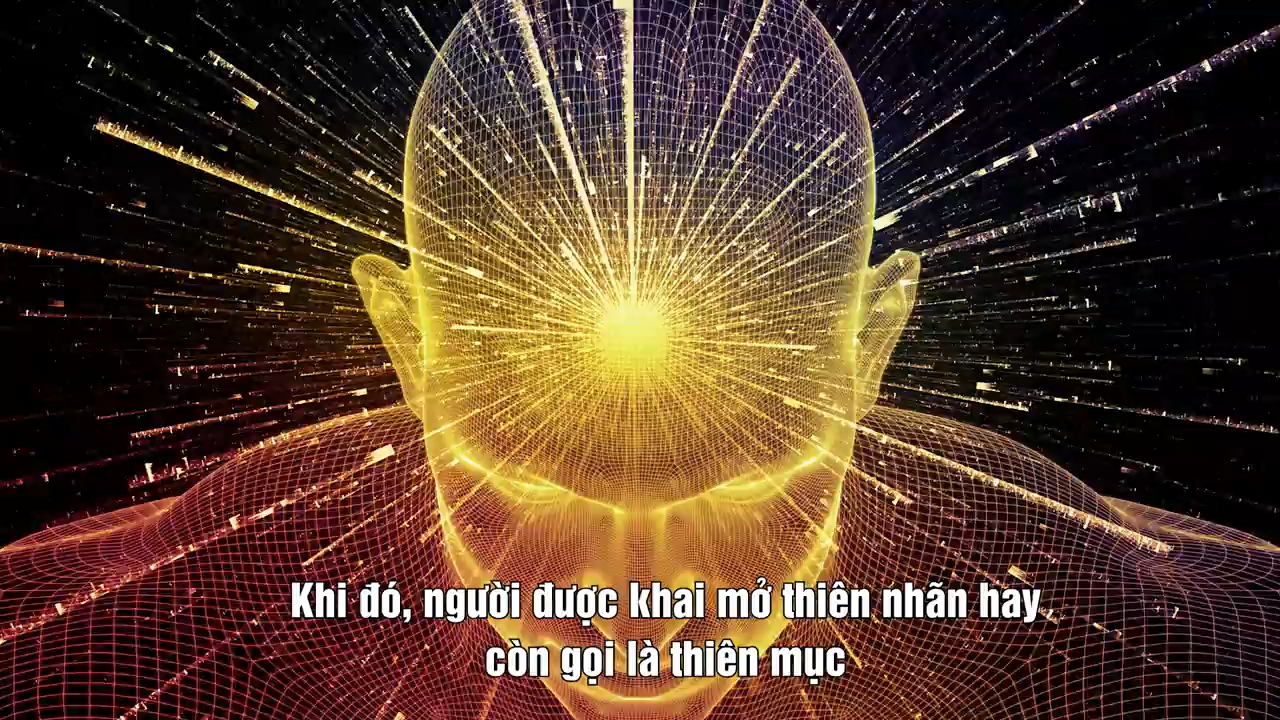 Khi đó, người được khai mở thiên nhãn hay
còn gọi là thiên mục